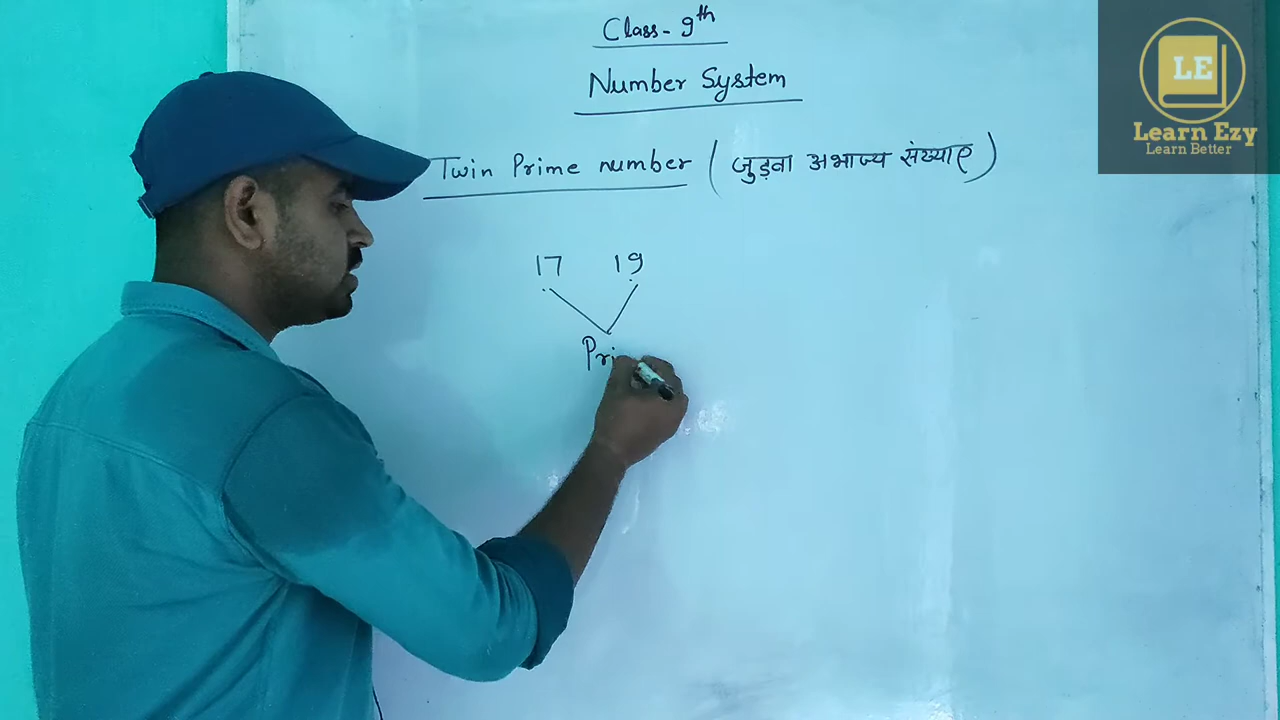 Class - 9th
Number System
Twin Prime number (जुड़वा अभाज्य संख्याए)
17 19
Pri
LE
Learn Ezy
Learn Better